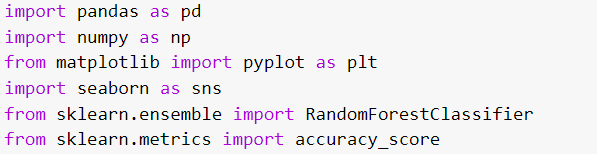 import pandas as pd
import numpy as np
from matplotlib import pyplot as plt
import seaborn as sns
from sklearn.ensemble import RandomForestClassifier
from sklearn.metrics import accuracy_score